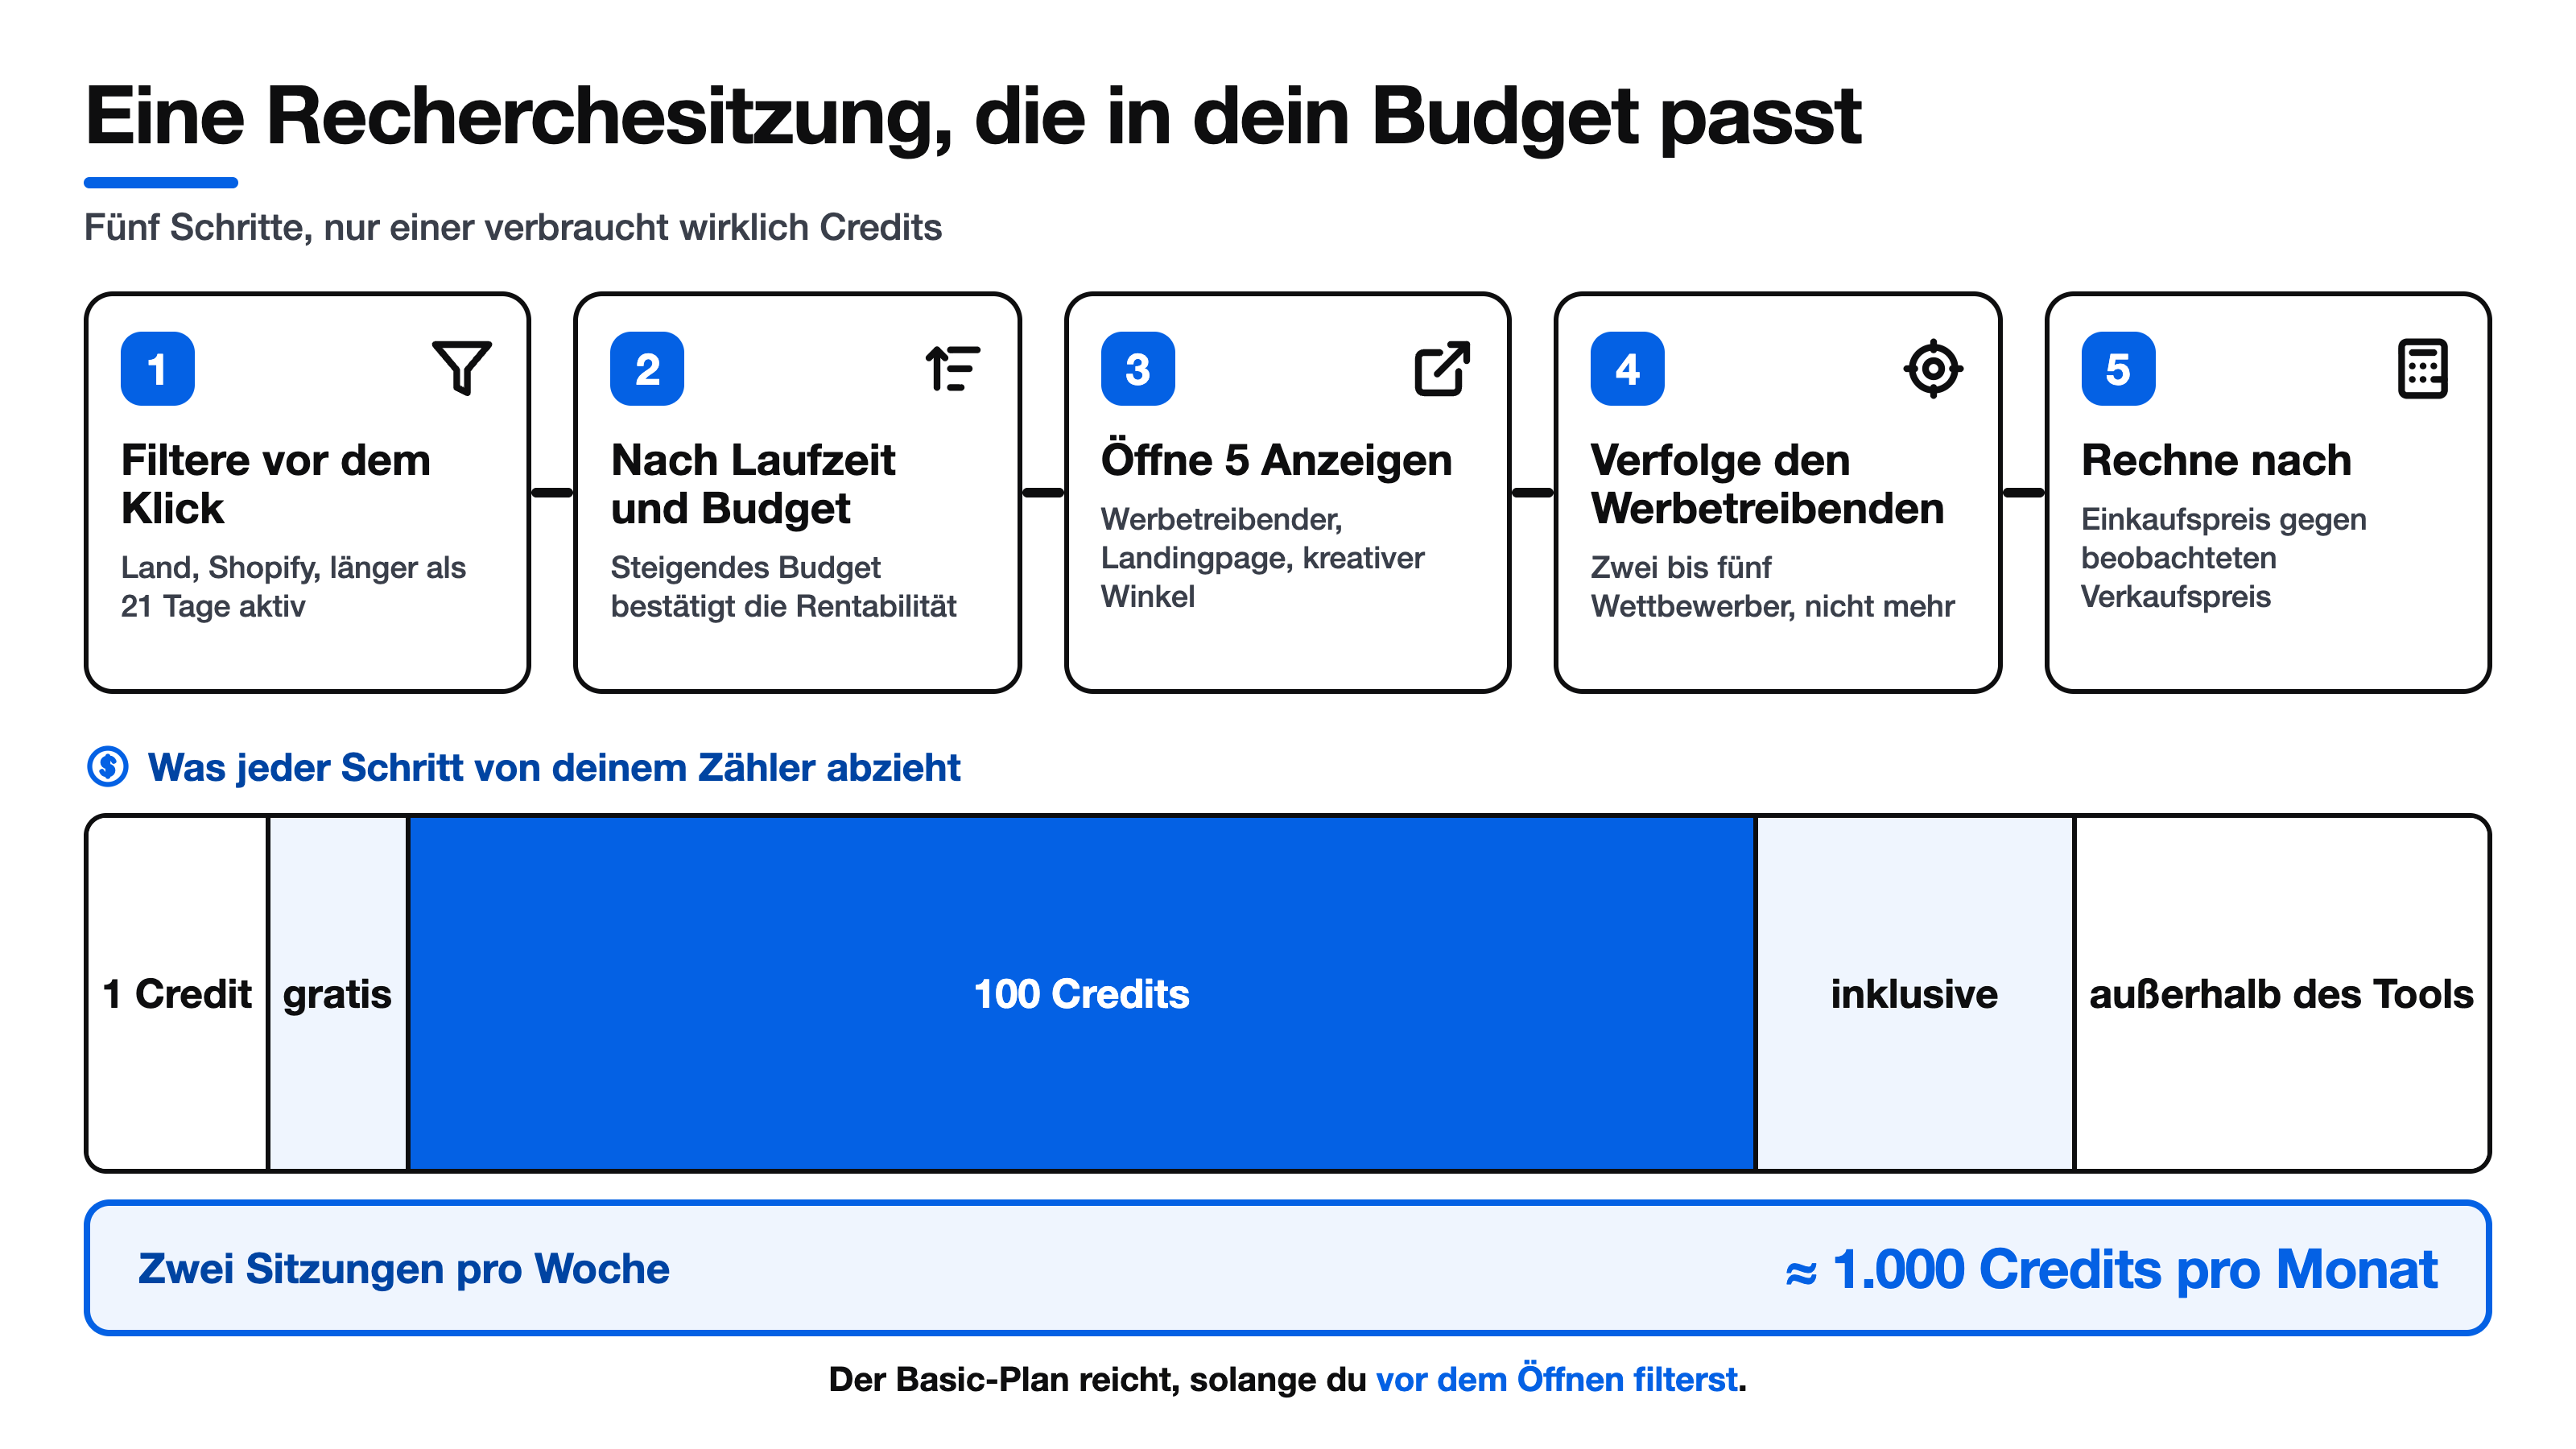 Eine Recherchesitzung, die in dein Budget passt
Fünf Schritte, nur einer verbraucht wirklich Credits
1
Filtere vor dem
Klick
Land, Shopify, länger als
21 Tage aktiv
2
Nach Laufzeit
und Budget
Steigendes Budget
bestätigt die Rentabilität
3
Öffne 5 Anzeigen
Werbetreibender,
Landingpage, kreativer
Winkel
4
Verfolge den
Werbetreibenden
Zwei bis fünf
Wettbewerber, nicht mehr
5
Rechne nach
Einkaufspreis gegen
beobachteten
Verkaufspreis
$ Was jeder Schritt von deinem Zähler abzieht
1 Credit
gratis
100 Credits
inklusive
außerhalb des Tools
Zwei Sitzungen pro Woche
≈ 1.000 Credits pro Monat
Der Basic-Plan reicht, solange du vor dem Öffnen filterst.